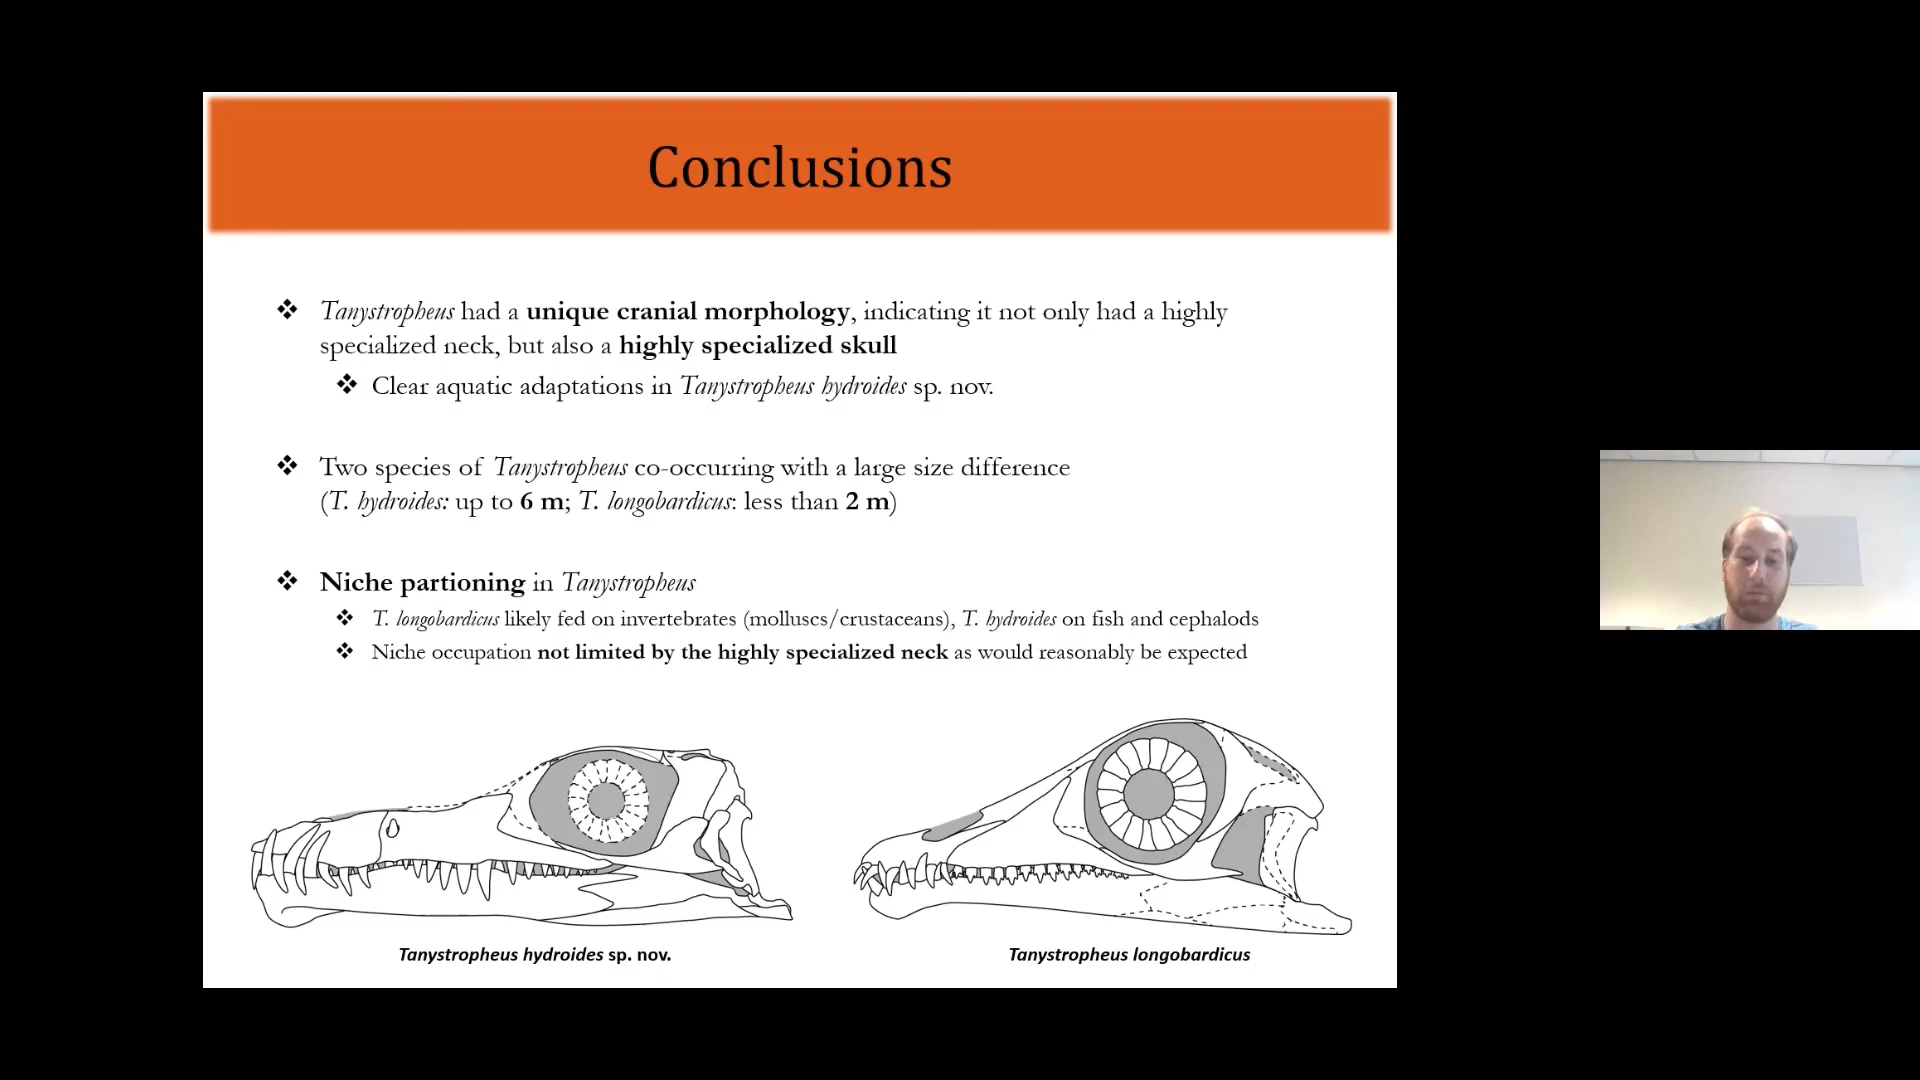 Conclusions
❖ Tanystropheus had a unique cranial morphology, indicating it not only had a highly
specialized neck, but also a highly specialized skull
❖ Clear aquatic adaptations in Tanystropheus hydroides sp. nov.
❖ Two species of Tanystropheus co-occurring with a large size difference
(T. hydroides: up to 6 m; T. longobardicus: less than 2 m)
❖ Niche partioning in Tanystropheus
❖ T. longobardicus likely fed on invertebrates (molluscs/crustaceans), T. hydroides on fish and cephalods
❖ Niche occupation not limited by the highly specialized neck as would reasonably be expected
Tanystropheus hydroides sp. nov.
Tanystropheus longobardicus